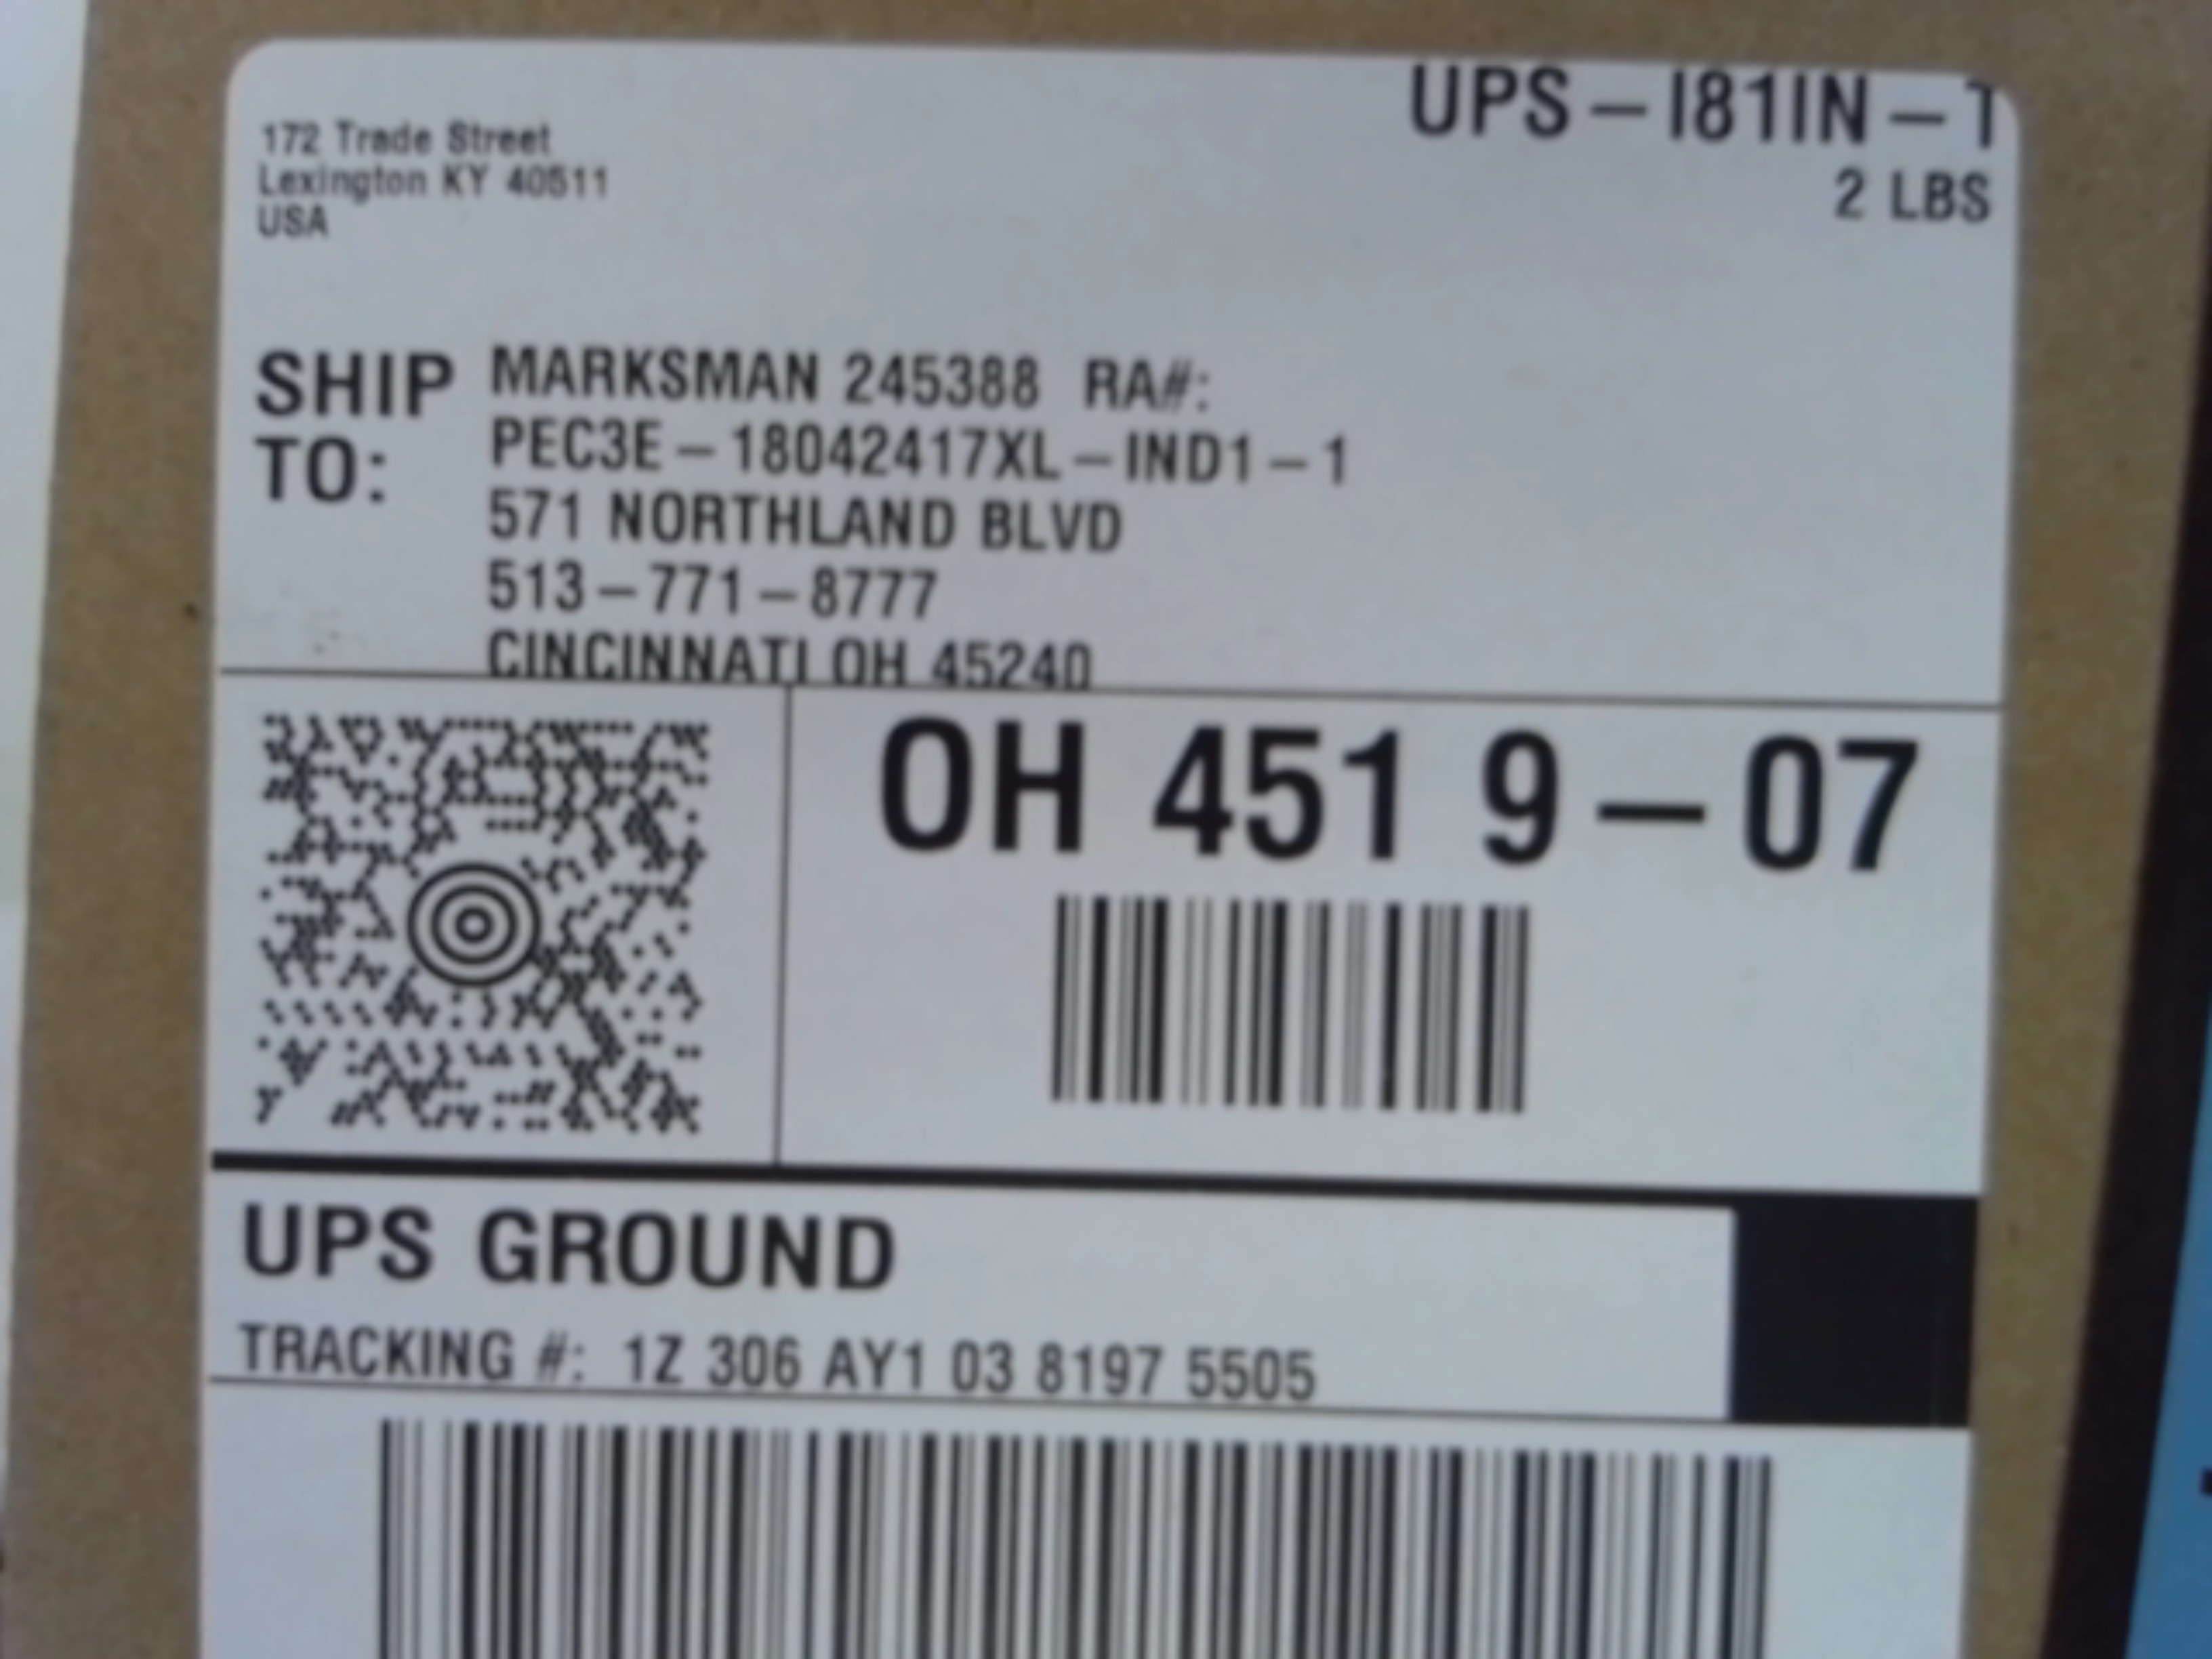 172 Trade Street
Lexington KY 40511
USA
UPS-I81IN-1
2 LBS
SHIP TO:
MARKSMAN 245388 RA#:
PEC3E-18042417XL-IND1-1
571 NORTHLAND BLVD
513-771-8777
CINCINNATI OH 45240
OH 451 9-07
UPS GROUND
TRACKING #: 1Z 306 AY1 03 8197 5505